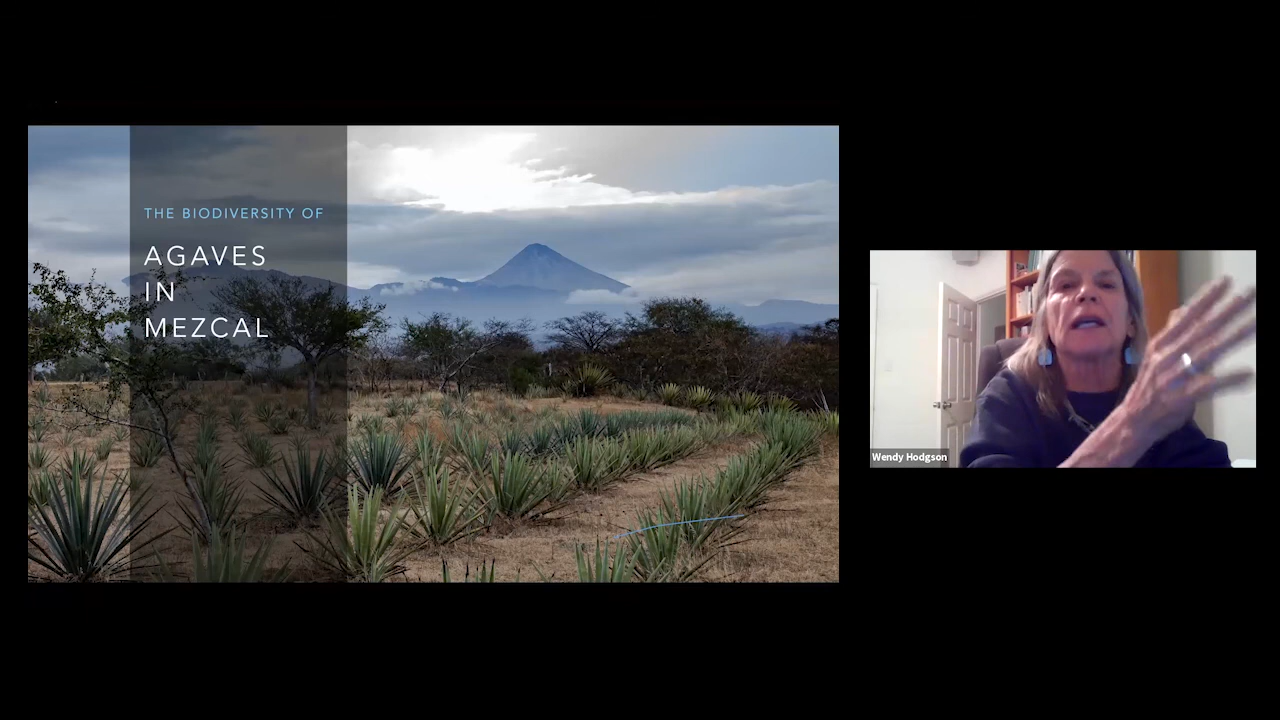 THE BIODIVERSITY OF
AGAVES
IN
MEZCAL
Wendy Hodgson